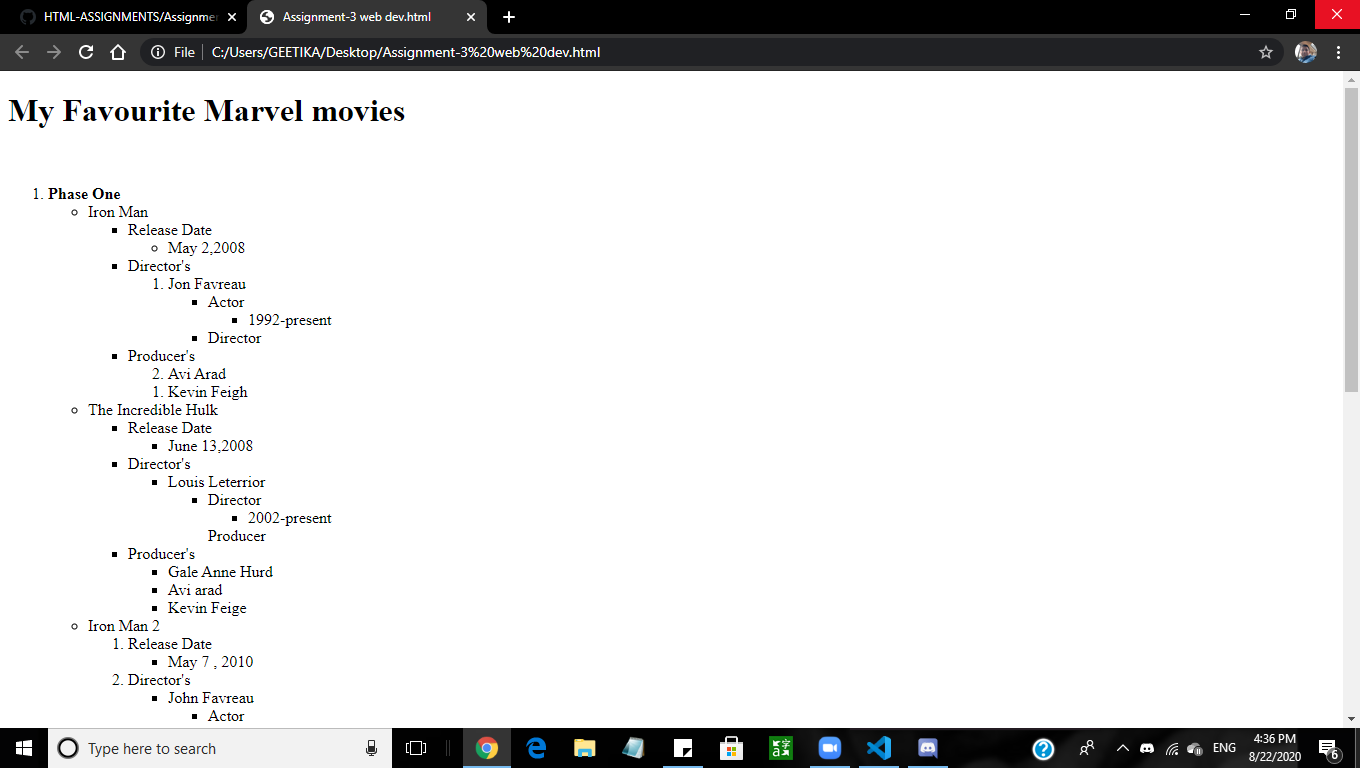 HTML-ASSIGNMENTS/Assignmen
Assignment-3 web dev.html
File
C:/Users/GEETIKA/Desktop/Assignment-3%20web%20dev.html
My Favourite Marvel movies
1. Phase One
Iron Man
Release Date
May 2,2008
Director's
1. Jon Favreau
Actor
1992-present
Director
Producer's
2. Avi Arad
1. Kevin Feigh
The Incredible Hulk
Release Date
June 13,2008
Director's
Louis Leterrior
Director
2002-present
Producer
Producer's
Gale Anne Hurd
Avi arad
Kevin Feige
Iron Man 2
1. Release Date
May 7 , 2010
2. Director's
John Favreau
Actor
Type here to search
ENG
4:36 PM
8/22/2020
6